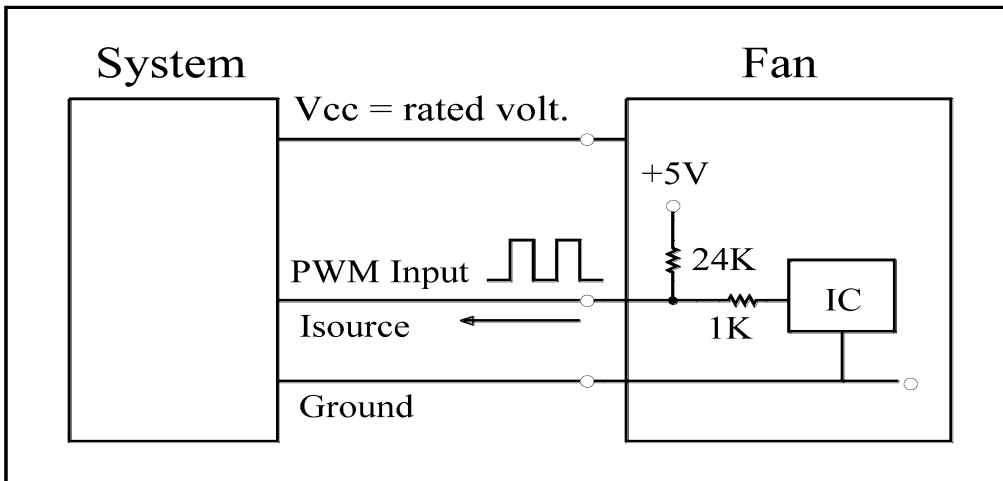 System
Fan
Vcc = rated volt.
+5V
24K
PWM Input
IC
Isource
1K
Ground